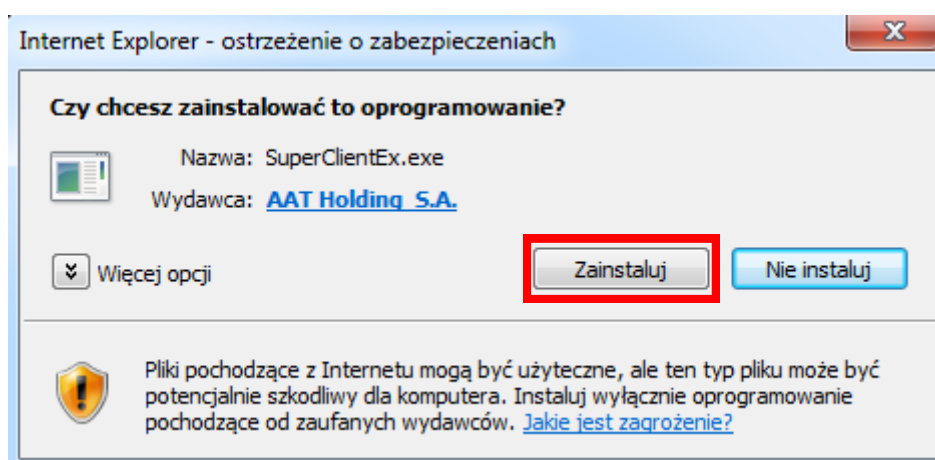 Internet Explorer - ostrzeżenie o zabezpieczeniach
Czy chcesz zainstalować to oprogramowanie?
Nazwa: SuperClientEx.exe
Wydawca: AAT Holding S.A.
Więcej opcji
Zainstaluj
Nie instaluj
Pliki pochodzące z Internetu mogą być użyteczne, ale ten typ pliku może być
potencjalnie szkodliwy dla komputera. Instaluj wyłącznie oprogramowanie
pochodzące od zaufanych wydawców. Jakie jest zagrożenie?